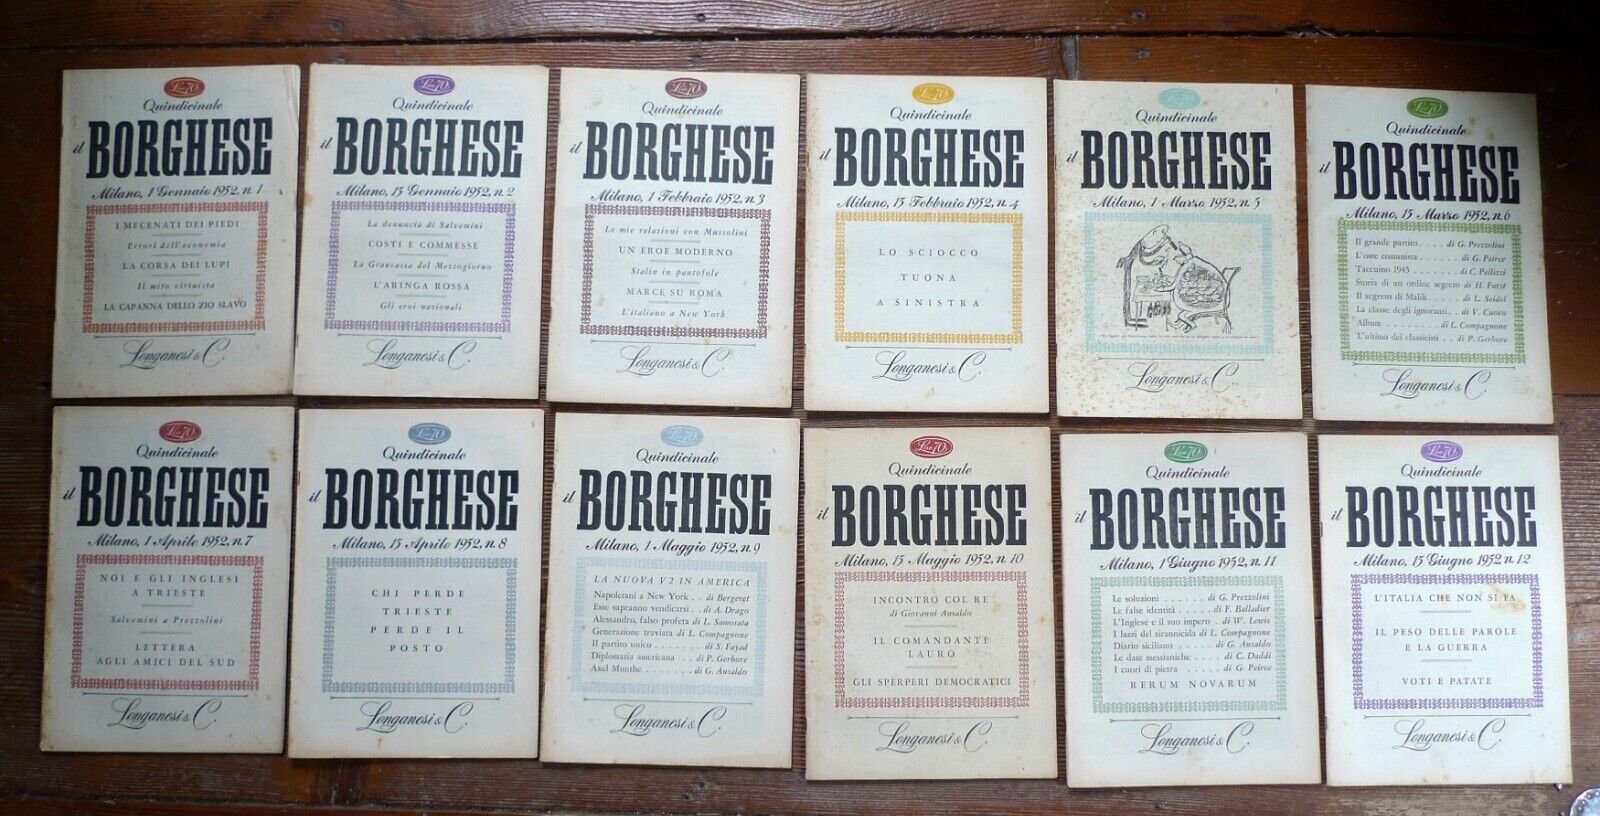 Lire 70.
Quindicinale
il BORGHESE
Milano, 1 Gennaio 1952, n. 1
I MECENATI DEI PIEDI
Errori dell'economia
LA CORSA DEI LUPI
Il mito virtuista
LA CAPANNA DELLO ZIO SLAVO
Longanesi & C.
Lire 70.
Quindicinale
il BORGHESE
Milano, 15 Gennaio 1952, n. 2
La denuncia di Salvemini
COSTI E COMMESSE
La Grancassa del Mezzogiorno
L'ARINGA ROSSA
Gli eroi nazionali
Longanesi & C.
Lire 70.
Quindicinale
il BORGHESE
Milano, 1 Febbraio 1952, n. 3
Le mie relazioni con Mussolini
UN EROE MODERNO
Stalin in pantofole
MARCE SU ROMA
L'italiano a New York
Longanesi & C.
Lire 70.
Quindicinale
il BORGHESE
Milano, 15 Febbraio 1952, n. 4
LO SCIOCCO
TUONA
A SINISTRA
Longanesi & C.
Lire 70.
Quindicinale
il BORGHESE
Milano, 1 Marzo 1952, n. 5
Longanesi & C.
Lire 70.
Quindicinale
il BORGHESE
Milano, 15 Marzo 1952, n. 6
Il grande partito . . . . di G. Prezzolini
L'oste comunista . . . . . di G. Peirce
Taccuino 1945 . . . . . . di C. Pellizzi
Storia di un ordine segreto di H. Furst
Il segreto di Malik . . . . di L. Seidel
La classe degli ignoranti . di V. Cuoco
Album . . . . . . . . di L. Compagnone
L'ultimo dei classicisti . . di P. Gerbore
Longanesi & C.
Lire 70.
Quindicinale
il BORGHESE
Milano, 1 Aprile 1952, n. 7
NOI E GLI INGLESI
A TRIESTE
Salvemini a Prezzolini
LETTERA
AGLI AMICI DEL SUD
Longanesi & C.
Lire 70.
Quindicinale
il BORGHESE
Milano, 15 Aprile 1952, n. 8
CHI PERDE
TRIESTE
PERDE IL
POSTO
Longanesi & C.
Lire 70.
Quindicinale
il BORGHESE
Milano, 1 Maggio 1952, n. 9
LA NUOVA V2 IN AMERICA
Napoletani a New York . . di Bergeret
Esse sapranno vendicarsi . . di A. Drago
Alessandro, falso profeta di L. Samosata
Generazione traviata di L. Compagnone
Il partito unico . . . . . di S. Fayad
Diplomazia americana . . di P. Gerbore
Axel Munthe . . . . . . di G. Ansaldo
Longanesi & C.
Lire 70.
Quindicinale
il BORGHESE
Milano, 15 Maggio 1952, n. 10
INCONTRO COL RE
di Giovanni Ansaldo
IL COMANDANTE
LAURO
GLI SPERPERI DEMOCRATICI
Longanesi & C.
Lire 70.
Quindicinale
il BORGHESE
Milano, 1 Giugno 1952, n. 11
Le soluzioni . . . . . . di G. Prezzolini
Le false identità . . . . di F. Balladier
L'Inglese e il suo impero . di W. Lewis
I lazzi del tirannicida di L. Compagnone
Diario siciliano . . . . di G. Ansaldo
Le date messianiche . . . di C. Daddi
I cuori di pietra . . . . . di G. Peirce
RERUM NOVARUM
Longanesi & C.
Lire 70.
Quindicinale
il BORGHESE
Milano, 15 Giugno 1952, n. 12
L'ITALIA CHE NON SI FA
IL PESO DELLE PAROLE
E LA GUERRA
VOTI E PATATE
Longanesi & C.